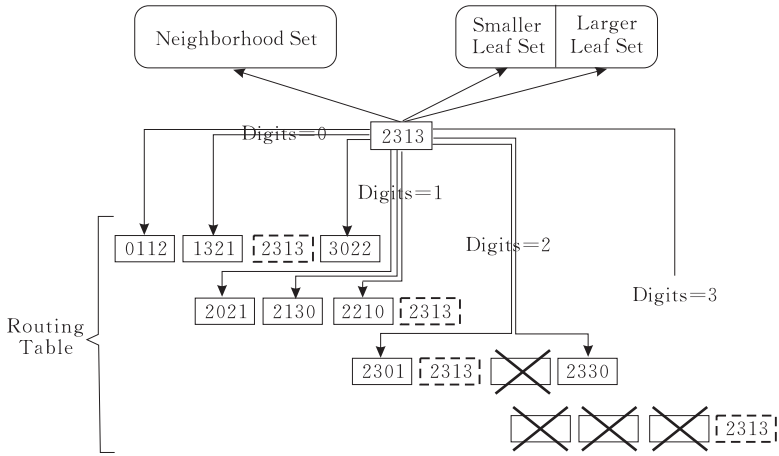 Neighborhood Set
Smaller
Leaf Set
Larger
Leaf Set
Digits=0
2313
Digits=1
0112
1321
2313
3022
Digits=2
2021
2130
2210
2313
Digits=3
Routing
Table
2301
2313
2330
2313